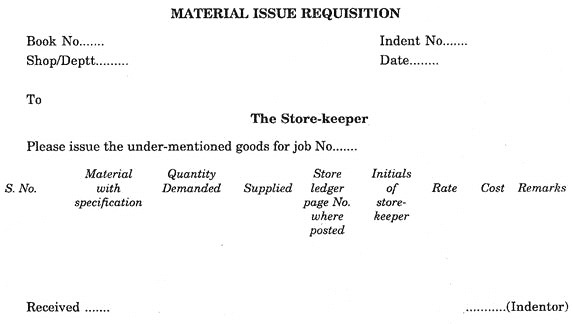 MATERIAL ISSUE REQUISITION
Book No....... Indent No.......
Shop/Deptt......... Date........
To
The Store-keeper
Please issue the under-mentioned goods for job No.......
Material Quantity Store Initials
S. No. with Demanded Supplied ledger of Rate Cost Remarks
specification page No. store-
where keeper
posted
Received ....... ...........(Indentor)